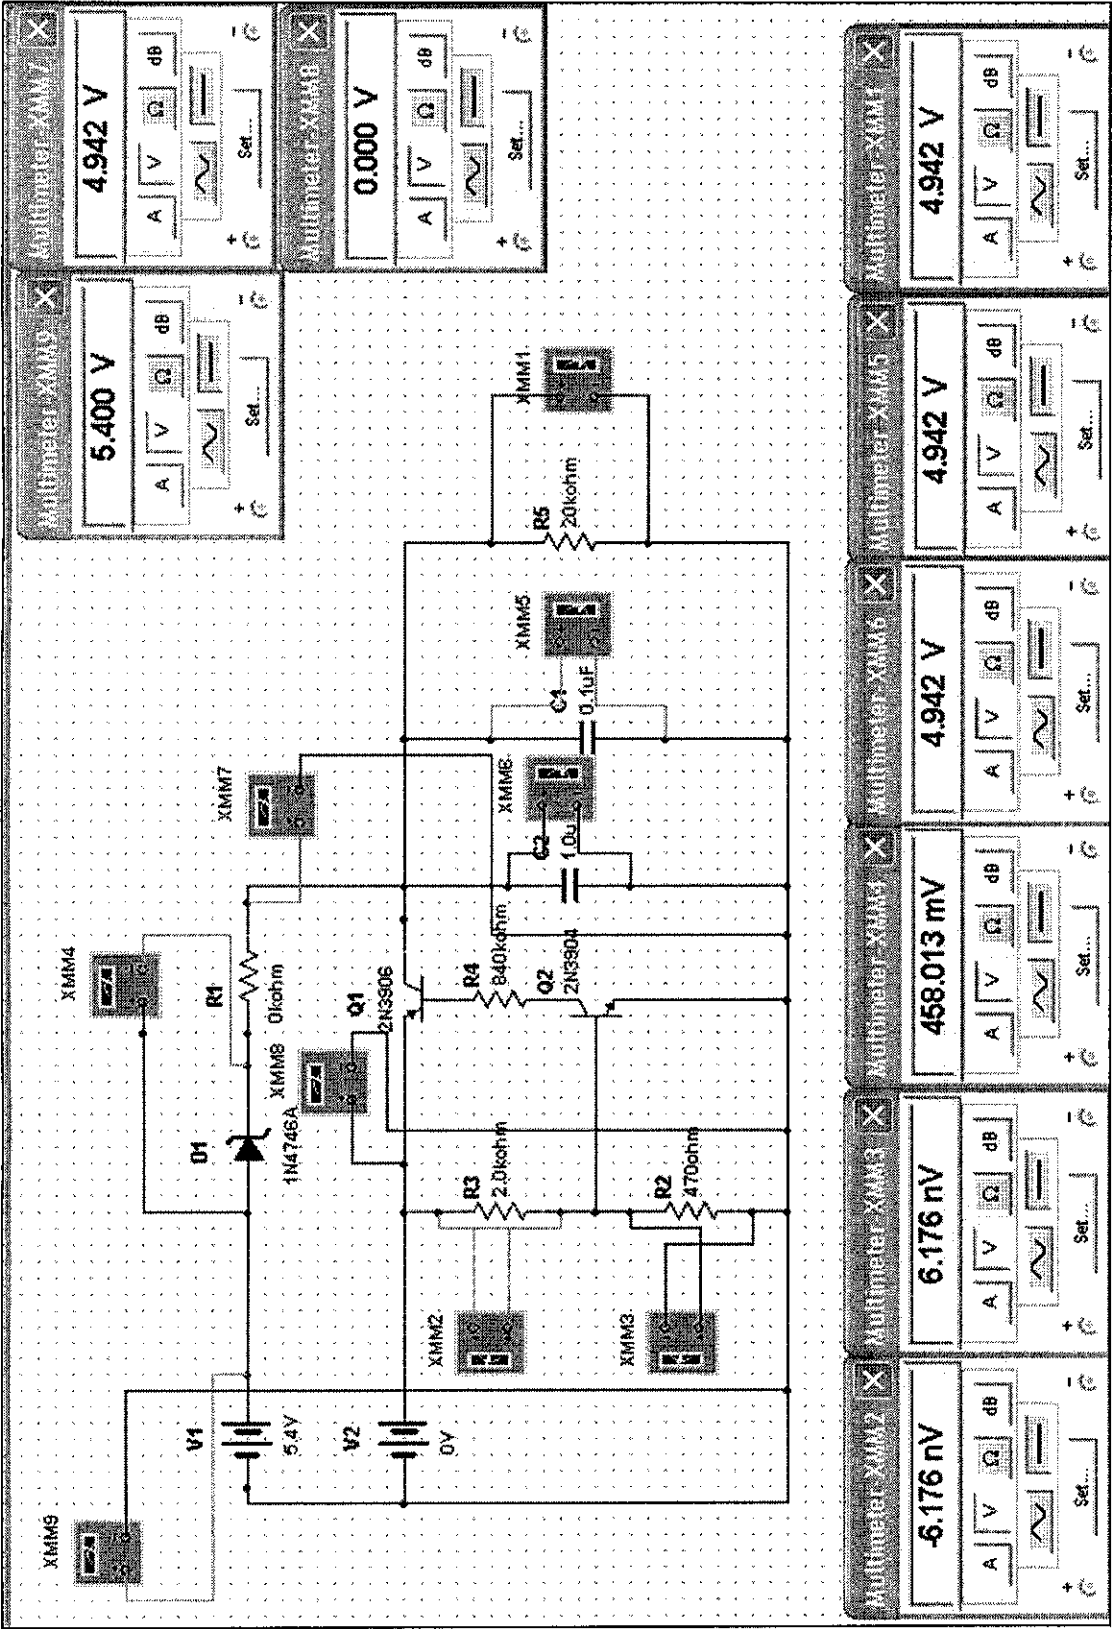 Multimeter-XMM7
4.942 V
A
V
Ω
dB
Set...
+
-
Multimeter-XMM9
5.400 V
A
V
Ω
dB
Set...
+
-
Multimeter-XMM8
0.000 V
A
V
Ω
dB
Set...
+
-
XMM9
V1
5.4V
V2
0V
XMM4
D1
1N4746A
R1
0kohm
XMM7
XMM8
Q1
2N3906
XMM2
R3
2.0kohm
XMM3
R2
470ohm
R4
840kohm
Q2
2N3904
C2
1.0u
XMM6
C1
0.1uF
XMM5
R5
20kohm
XMM1
Multimeter-XMM2
-6.176 nV
A
V
Ω
dB
Set...
+
-
Multimeter-XMM3
6.176 nV
A
V
Ω
dB
Set...
+
-
Multimeter-XMM4
458.013 mV
A
V
Ω
dB
Set...
+
-
Multimeter-XMM6
4.942 V
A
V
Ω
dB
Set...
+
-
Multimeter-XMM5
4.942 V
A
V
Ω
dB
Set...
+
-
Multimeter-XMM1
4.942 V
A
V
Ω
dB
Set...
+
-